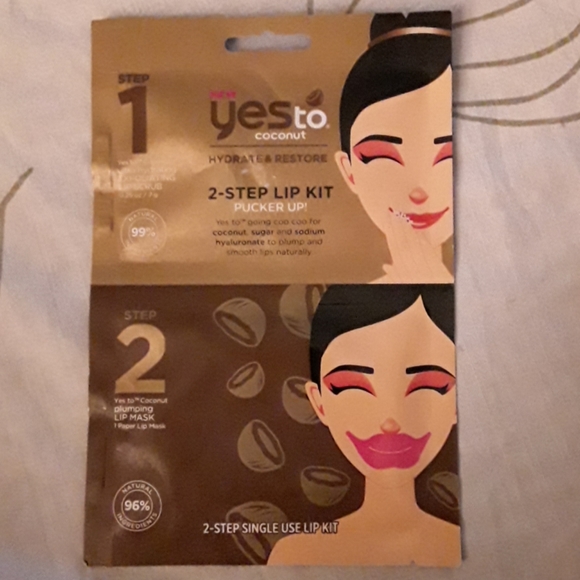 STEP
1
NEW!
yes to
coconut
HYDRATE & RESTORE
2-STEP LIP KIT
PUCKER UP!
Yes to™ going coo coo for
coconut, sugar and sodium
hyaluronate to plump and
smooth lips naturally
NATURAL
99%
STEP
2
Yes to™ Coconut
plumping
LIP MASK
1 Paper Lip Mask
NATURAL
96%
INGREDIENTS
2-STEP SINGLE USE LIP KIT